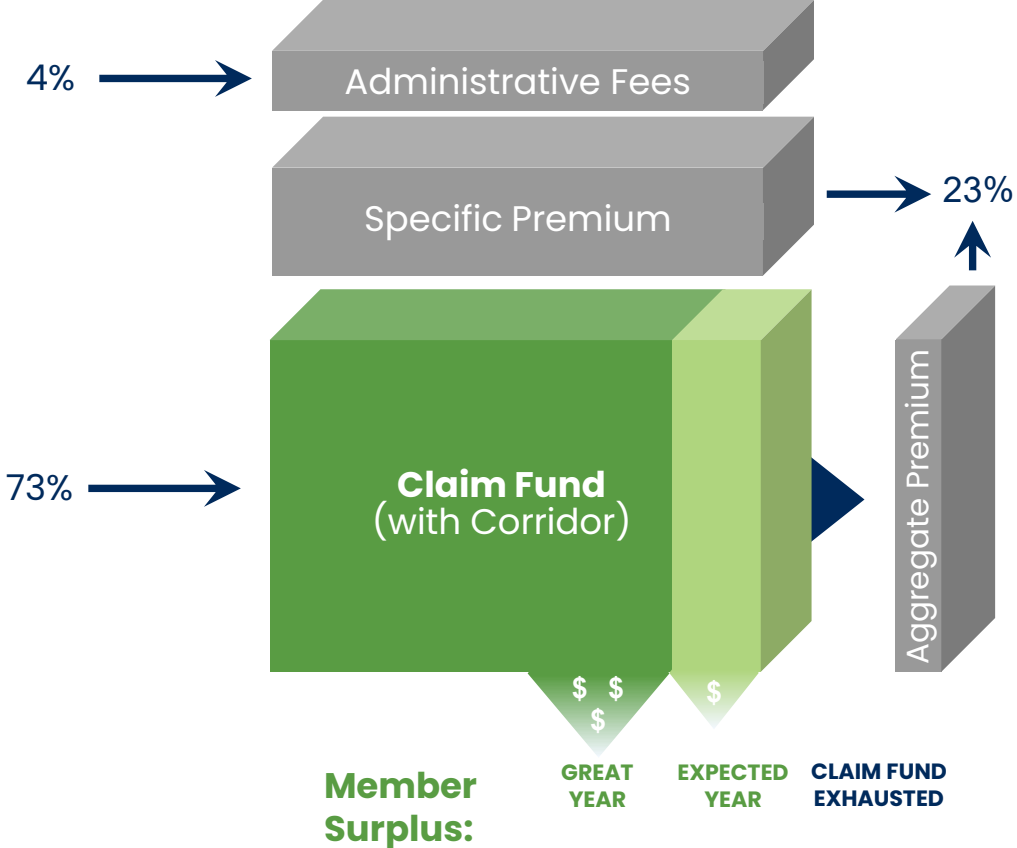 4%
Administrative Fees
Specific Premium
23%
73%
Claim Fund
(with Corridor)
Aggregate Premium
$ $
$
$
Member
Surplus:
GREAT
YEAR
EXPECTED
YEAR
CLAIM FUND
EXHAUSTED